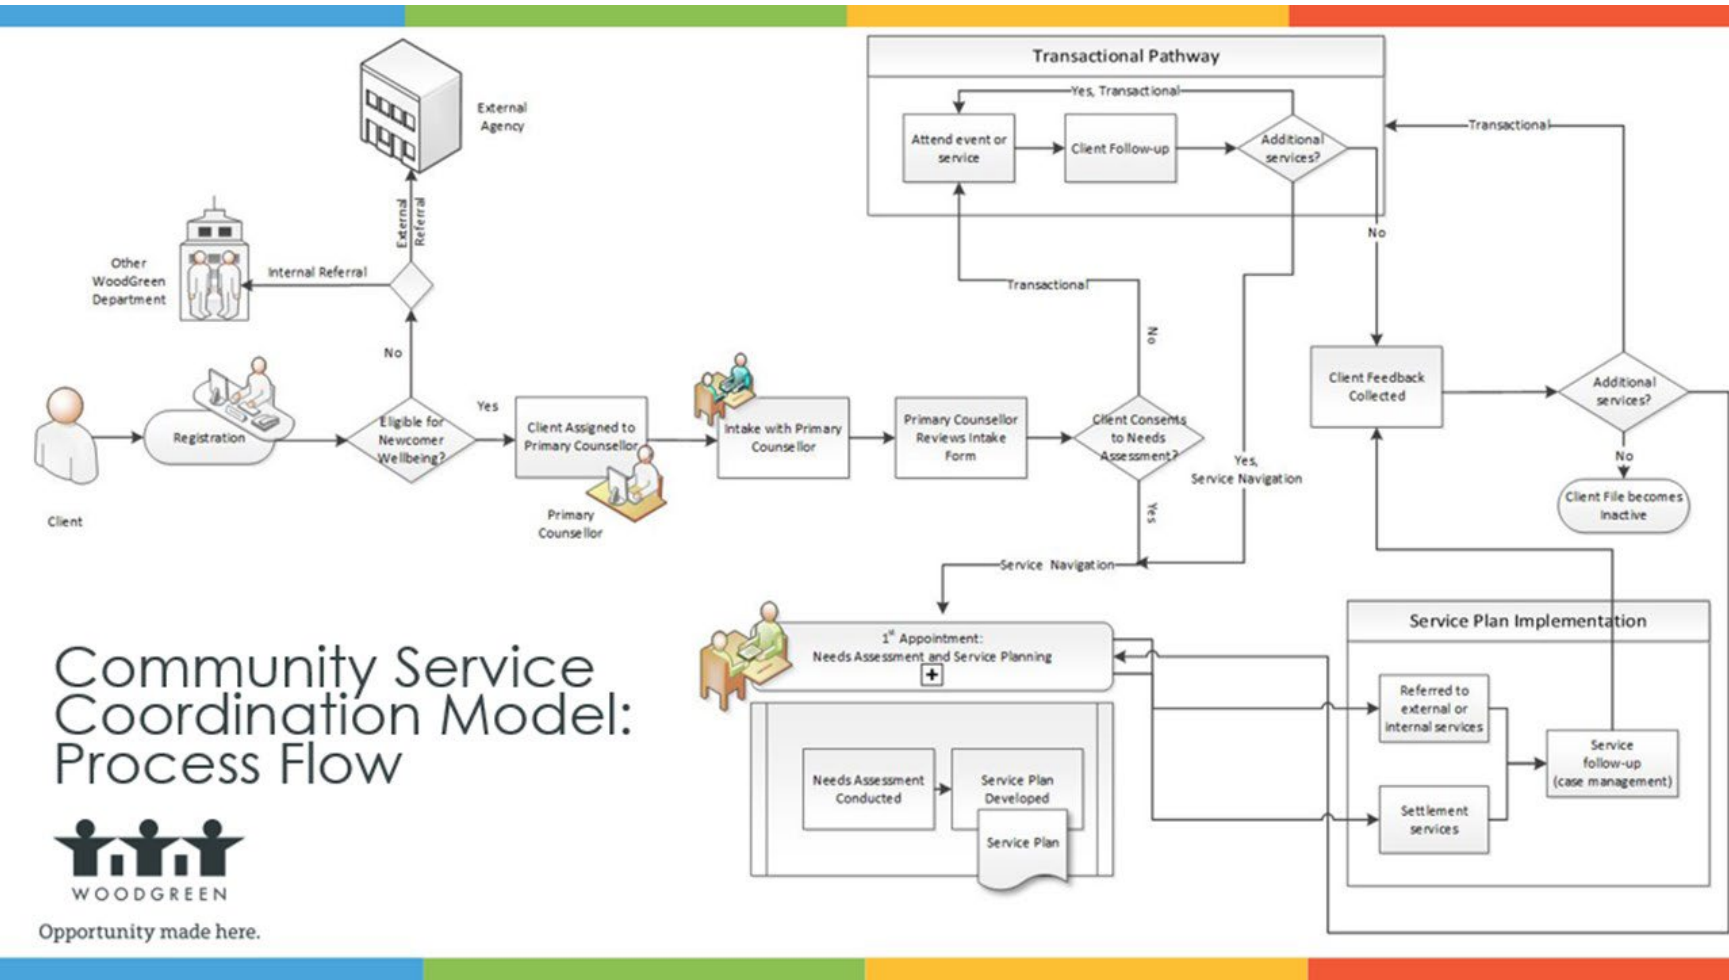 Transactional Pathway
Yes, Transactional
Attend event or
service
Client Follow-up
Additional
services?
Transactional
No
External
Agency
External
Referral
Other
WoodGreen
Department
Internal Referral
No
Transactional
No
Client
Registration
Eligible for
Newcomer
Wellbeing?
Yes
Client Assigned to
Primary Counsellor
Primary
Counsellor
Intake with Primary
Counsellor
Primary Counsellor
Reviews Intake
Form
Client Consents
to Needs
Assessment?
Yes
Yes,
Service Navigation
Client Feedback
Collected
Additional
services?
No
Client File becomes
Inactive
Service Navigation
1st Appointment:
Needs Assessment and Service Planning
Needs Assessment
Conducted
Service Plan
Developed
Service Plan
Service Plan Implementation
Referred to
external or
internal services
Settlement
services
Service
follow-up
(case management)
Community Service
Coordination Model:
Process Flow
WOODGREEN
Opportunity made here.